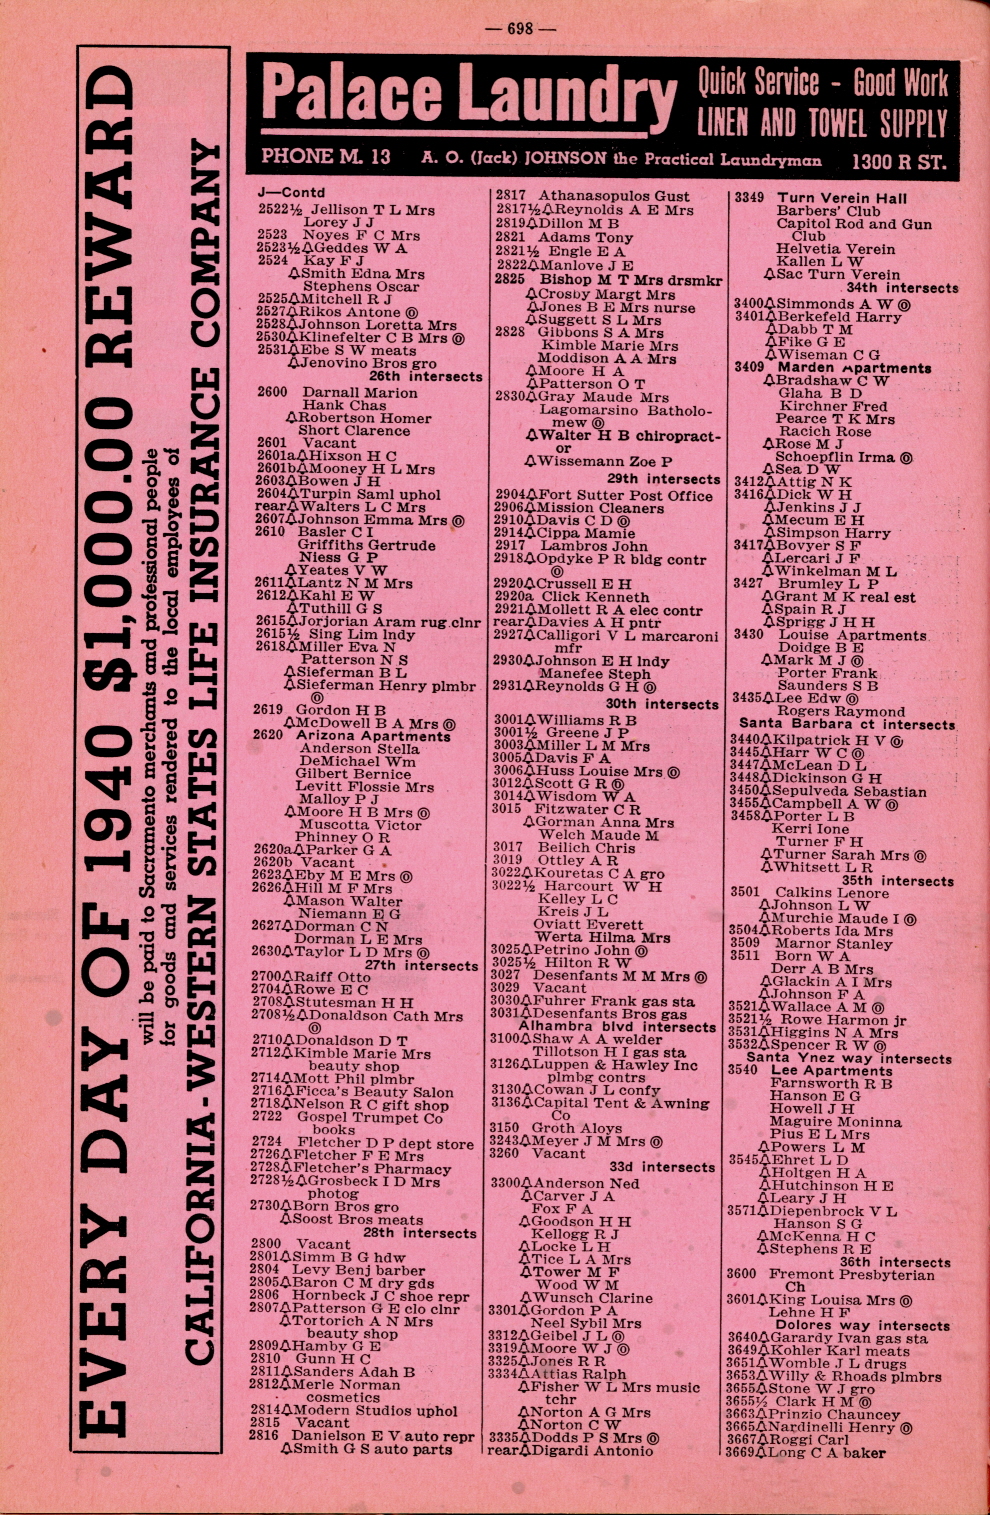 — 698 —
EVERY DAY OF 1940 $1,000.00 REWARD
will be paid to Sacramento merchants and professional people
for goods and services rendered to the local employees of
CALIFORNIA-WESTERN STATES LIFE INSURANCE COMPANY
Palace Laundry
Quick Service - Good Work
LINEN AND TOWEL SUPPLY
PHONE M. 13 A. O. (Jack) JOHNSON the Practical Laundryman 1300 R ST.
J—Contd
2522½ Jellison T L Mrs
Lorey J J
2523 Noyes F C Mrs
2523½△Geddes W A
2524 Kay F J
△Smith Edna Mrs
Stephens Oscar
2525△Mitchell R J
2527△Rikos Antone ⓞ
2528△Johnson Loretta Mrs
2530△Klinefelter C B Mrs ⓞ
2531△Ebe S W meats
△Jenovino Bros gro
26th intersects
2600 Darnall Marion
Hank Chas
△Robertson Homer
Short Clarence
2601 Vacant
2601a△Hixson H C
2601b△Mooney H L Mrs
2603△Bowen J H
2604△Turpin Saml uphol
rear△Walters L C Mrs
2607△Johnson Emma Mrs ⓞ
2610 Basler C I
Griffiths Gertrude
Niess G P
△Yeates V W
2611△Lantz N M Mrs
2612△Kahl E W
△Tuthill G S
2615△Jorjorian Aram rug clnr
2615½ Sing Lim lndy
2618△Miller Eva N
Patterson N S
△Sieferman B L
△Sieferman Henry plmbr
ⓞ
2619 Gordon H B
△McDowell B A Mrs ⓞ
2620 Arizona Apartments
Anderson Stella
DeMichael Wm
Gilbert Bernice
Levitt Flossie Mrs
Malloy P J
△Moore H B Mrs ⓞ
Muscotta Victor
Phinney O R
2620a△Parker G A
2620b Vacant
2623△Eby M E Mrs ⓞ
2626△Hill M F Mrs
△Mason Walter
Niemann E G
2627△Dorman C N
Dorman L E Mrs
2630△Taylor L D Mrs ⓞ
27th intersects
2700△Raiff Otto
2704△Rowe E C
2708△Stutesman H H
2708½△Donaldson Cath Mrs
ⓞ
2710△Donaldson D T
2712△Kimble Marie Mrs
beauty shop
2714△Mott Phil plmbr
2716△Ficca's Beauty Salon
2718△Nelson R C gift shop
2722 Gospel Trumpet Co
books
2724 Fletcher D P dept store
2726△Fletcher F E Mrs
2728△Fletcher's Pharmacy
2728½△Grosbeck I D Mrs
photog
2730△Born Bros gro
△Soost Bros meats
28th intersects
2800 Vacant
2801△Simm B G hdw
2804 Levy Benj barber
2805△Baron C M dry gds
2806 Hornbeck J C shoe repr
2807△Patterson G E clo clnr
△Tortorich A N Mrs
beauty shop
2809△Hamby G E
2810 Gunn H C
2811△Sanders Adah B
2812△Merle Norman
cosmetics
2814△Modern Studios uphol
2815 Vacant
2816 Danielson E V auto repr
△Smith G S auto parts
2817 Athanasopulos Gust
2817½△Reynolds A E Mrs
2819△Dillon M B
2821 Adams Tony
2821½ Engle E A
2822△Manlove J E
2825 Bishop M T Mrs drsmkr
△Crosby Margt Mrs
△Jones B E Mrs nurse
△Suggett S L Mrs
2828 Gibbons S A Mrs
Kimble Marie Mrs
Moddison A A Mrs
△Moore H A
△Patterson O T
2830△Gray Maude Mrs
Lagomarsino Batholo-
mew ⓞ
△Walter H B chiropract-
or
△Wissemann Zoe P
29th intersects
2904△Fort Sutter Post Office
2906△Mission Cleaners
2910△Davis C D ⓞ
2914△Cippa Mamie
2917 Lambros John
2918△Opdyke P R bldg contr
ⓞ
2920△Crussell E H
2920a Click Kenneth
2921△Mollett R A elec contr
rear△Davies A H pntr
2927△Calligori V L marcaroni
mfr
2930△Johnson E H lndy
Manefee Steph
2931△Reynolds G H ⓞ
30th intersects
3001△Williams R B
3001½ Greene J P
3003△Miller L M Mrs
3005△Davis F A
3006△Huss Louise Mrs ⓞ
3012△Scott G R ⓞ
3014△Wisdom W A
3015 Fitzwater C R
△Gorman Anna Mrs
Welch Maude M
3017 Beilich Chris
3019 Ottley A R
3022△Kouretas C A gro
3022½ Harcourt W H
Kelley L C
Kreis J L
Oviatt Everett
Werta Hilma Mrs
3025△Petrino John ⓞ
3025½ Hilton R W
3027 Desenfants M M Mrs ⓞ
3029 Vacant
3030△Fuhrer Frank gas sta
3031△Desenfants Bros gas
Alhambra blvd intersects
3100△Shaw A A welder
Tillotson H I gas sta
3126△Luppen & Hawley Inc
plmbg contrs
3130△Cowan J L confy
3136△Capital Tent & Awning
Co
3150 Groth Aloys
3243△Meyer J M Mrs ⓞ
3260 Vacant
33d intersects
3300△Anderson Ned
△Carver J A
Fox F A
△Goodson H H
Kellogg R J
△Locke L H
△Tice L A Mrs
△Tower M F
Wood W M
△Wunsch Clarine
3301△Gordon P A
Neel Sybil Mrs
3312△Geibel J L ⓞ
3319△Moore W J ⓞ
3325△Jones R R
3334△Attias Ralph
△Fisher W L Mrs music
tchr
△Norton A G Mrs
△Norton C W
3335△Dodds P S Mrs ⓞ
rear△Digardi Antonio
3349 Turn Verein Hall
Barbers' Club
Capitol Rod and Gun
Club
Helvetia Verein
Kallen L W
△Sac Turn Verein
34th intersects
3400△Simmonds A W ⓞ
3401△Berkefeld Harry
△Dabb T M
△Fike G E
△Wiseman C G
3409 Marden Apartments
△Bradshaw C W
Glaha B D
Kirchner Fred
Pearce T K Mrs
Racich Rose
△Rose M J
Schoepflin Irma ⓞ
△Sea D W
3412△Attig N K
3416△Dick W H
△Jenkins J J
△Mecum E H
△Simpson Harry
3417△Bovyer S F
△Lercari J F
△Winkelman M L
3427 Brumley L P
△Grant M K real est
△Spain R J
△Sprigg J H H
3430 Louise Apartments
Doidge B E
△Mark M J ⓞ
Porter Frank
Saunders S B
3435△Lee Edw ⓞ
Rogers Raymond
Santa Barbara ct intersects
3440△Kilpatrick H V ⓞ
3445△Harr W C ⓞ
3447△McLean D L
3448△Dickinson G H
3450△Sepulveda Sebastian
3455△Campbell A W ⓞ
3458△Porter L B
Kerri Ione
Turner F H
△Turner Sarah Mrs ⓞ
△Whitsett L R
35th intersects
3501 Calkins Lenore
△Johnson L W
△Murchie Maude I ⓞ
3504△Roberts Ida Mrs
3509 Marnor Stanley
3511 Born W A
Derr A B Mrs
△Glackin A I Mrs
△Johnson F A
3521△Wallace A M ⓞ
3521½ Rowe Harmon jr
3531△Higgins N A Mrs
3532△Spencer R W ⓞ
Santa Ynez way intersects
3540 Lee Apartments
Farnsworth R B
Hanson E G
Howell J H
Maguire Moninna
Plus E L Mrs
△Powers L M
3545△Ehret L D
△Holtgen H A
△Hutchinson H E
△Leary J H
3571△Diepenbrock V L
Hanson S G
△McKenna H C
△Stephens R E
36th intersects
3600 Fremont Presbyterian
Ch
3601△King Louisa Mrs ⓞ
Lehne H F
Dolores way intersects
3640△Garardy Ivan gas sta
3649△Kohler Karl meats
3651△Womble J L drugs
3653△Willy & Rhoads plmbrs
3655△Stone W J gro
3655½ Clark H M ⓞ
3663△Prinzio Chauncey
3665△Nardinelli Henry ⓞ
3667△Roggi Carl
3669△Long C A baker